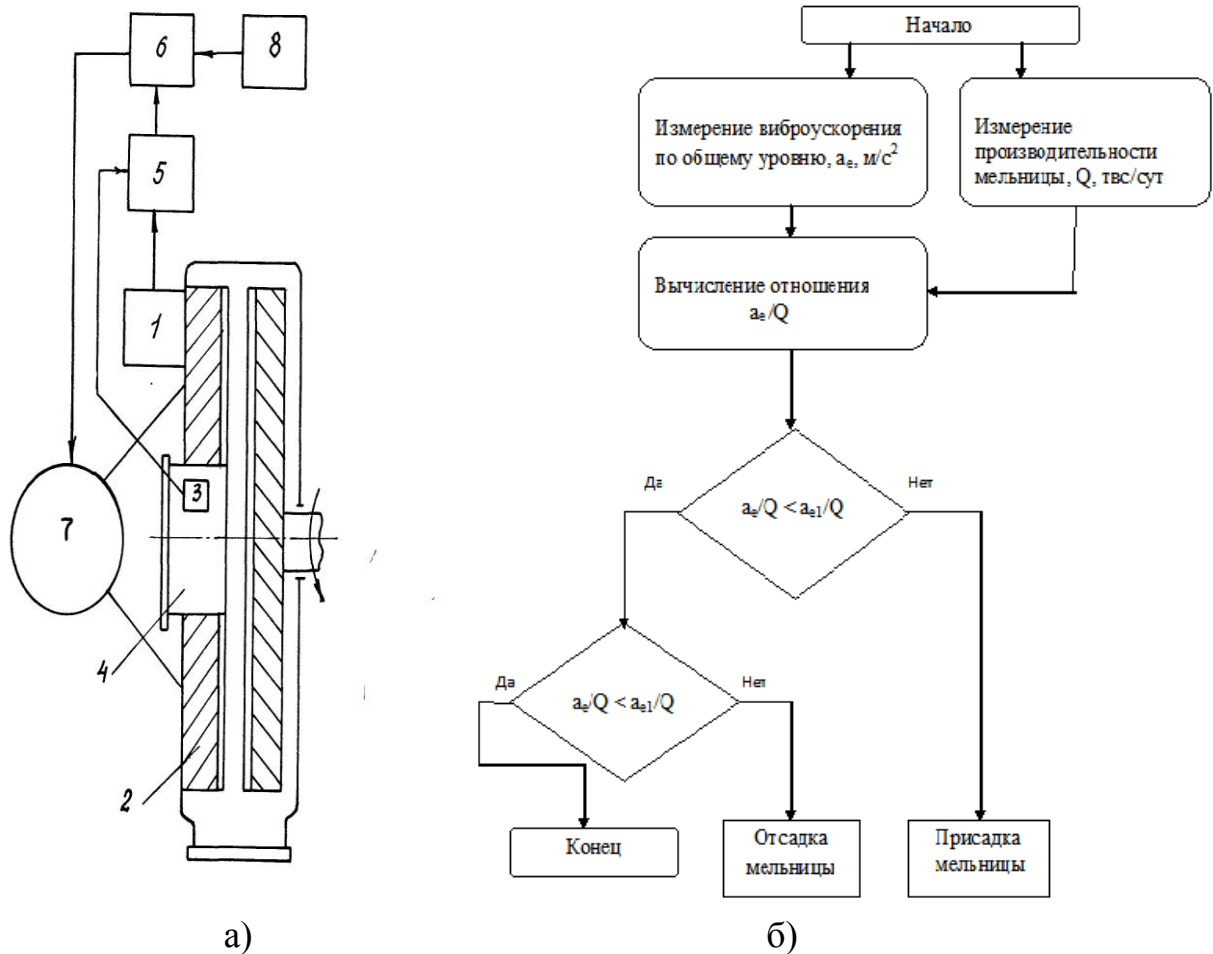 6
8
5
1
3
7
4
2
а)
Начало
Измерение виброускорения
по общему уровню, aₑ, м/с²
Измерение
производительности
мельницы, Q, твс/сут
Вычисление отношения
aₑ/Q
Да
Нет
aₑ/Q < aₑ₁/Q
Да
Нет
aₑ/Q < aₑ₁/Q
Конец
Отсадка
мельницы
Присадка
мельницы
б)